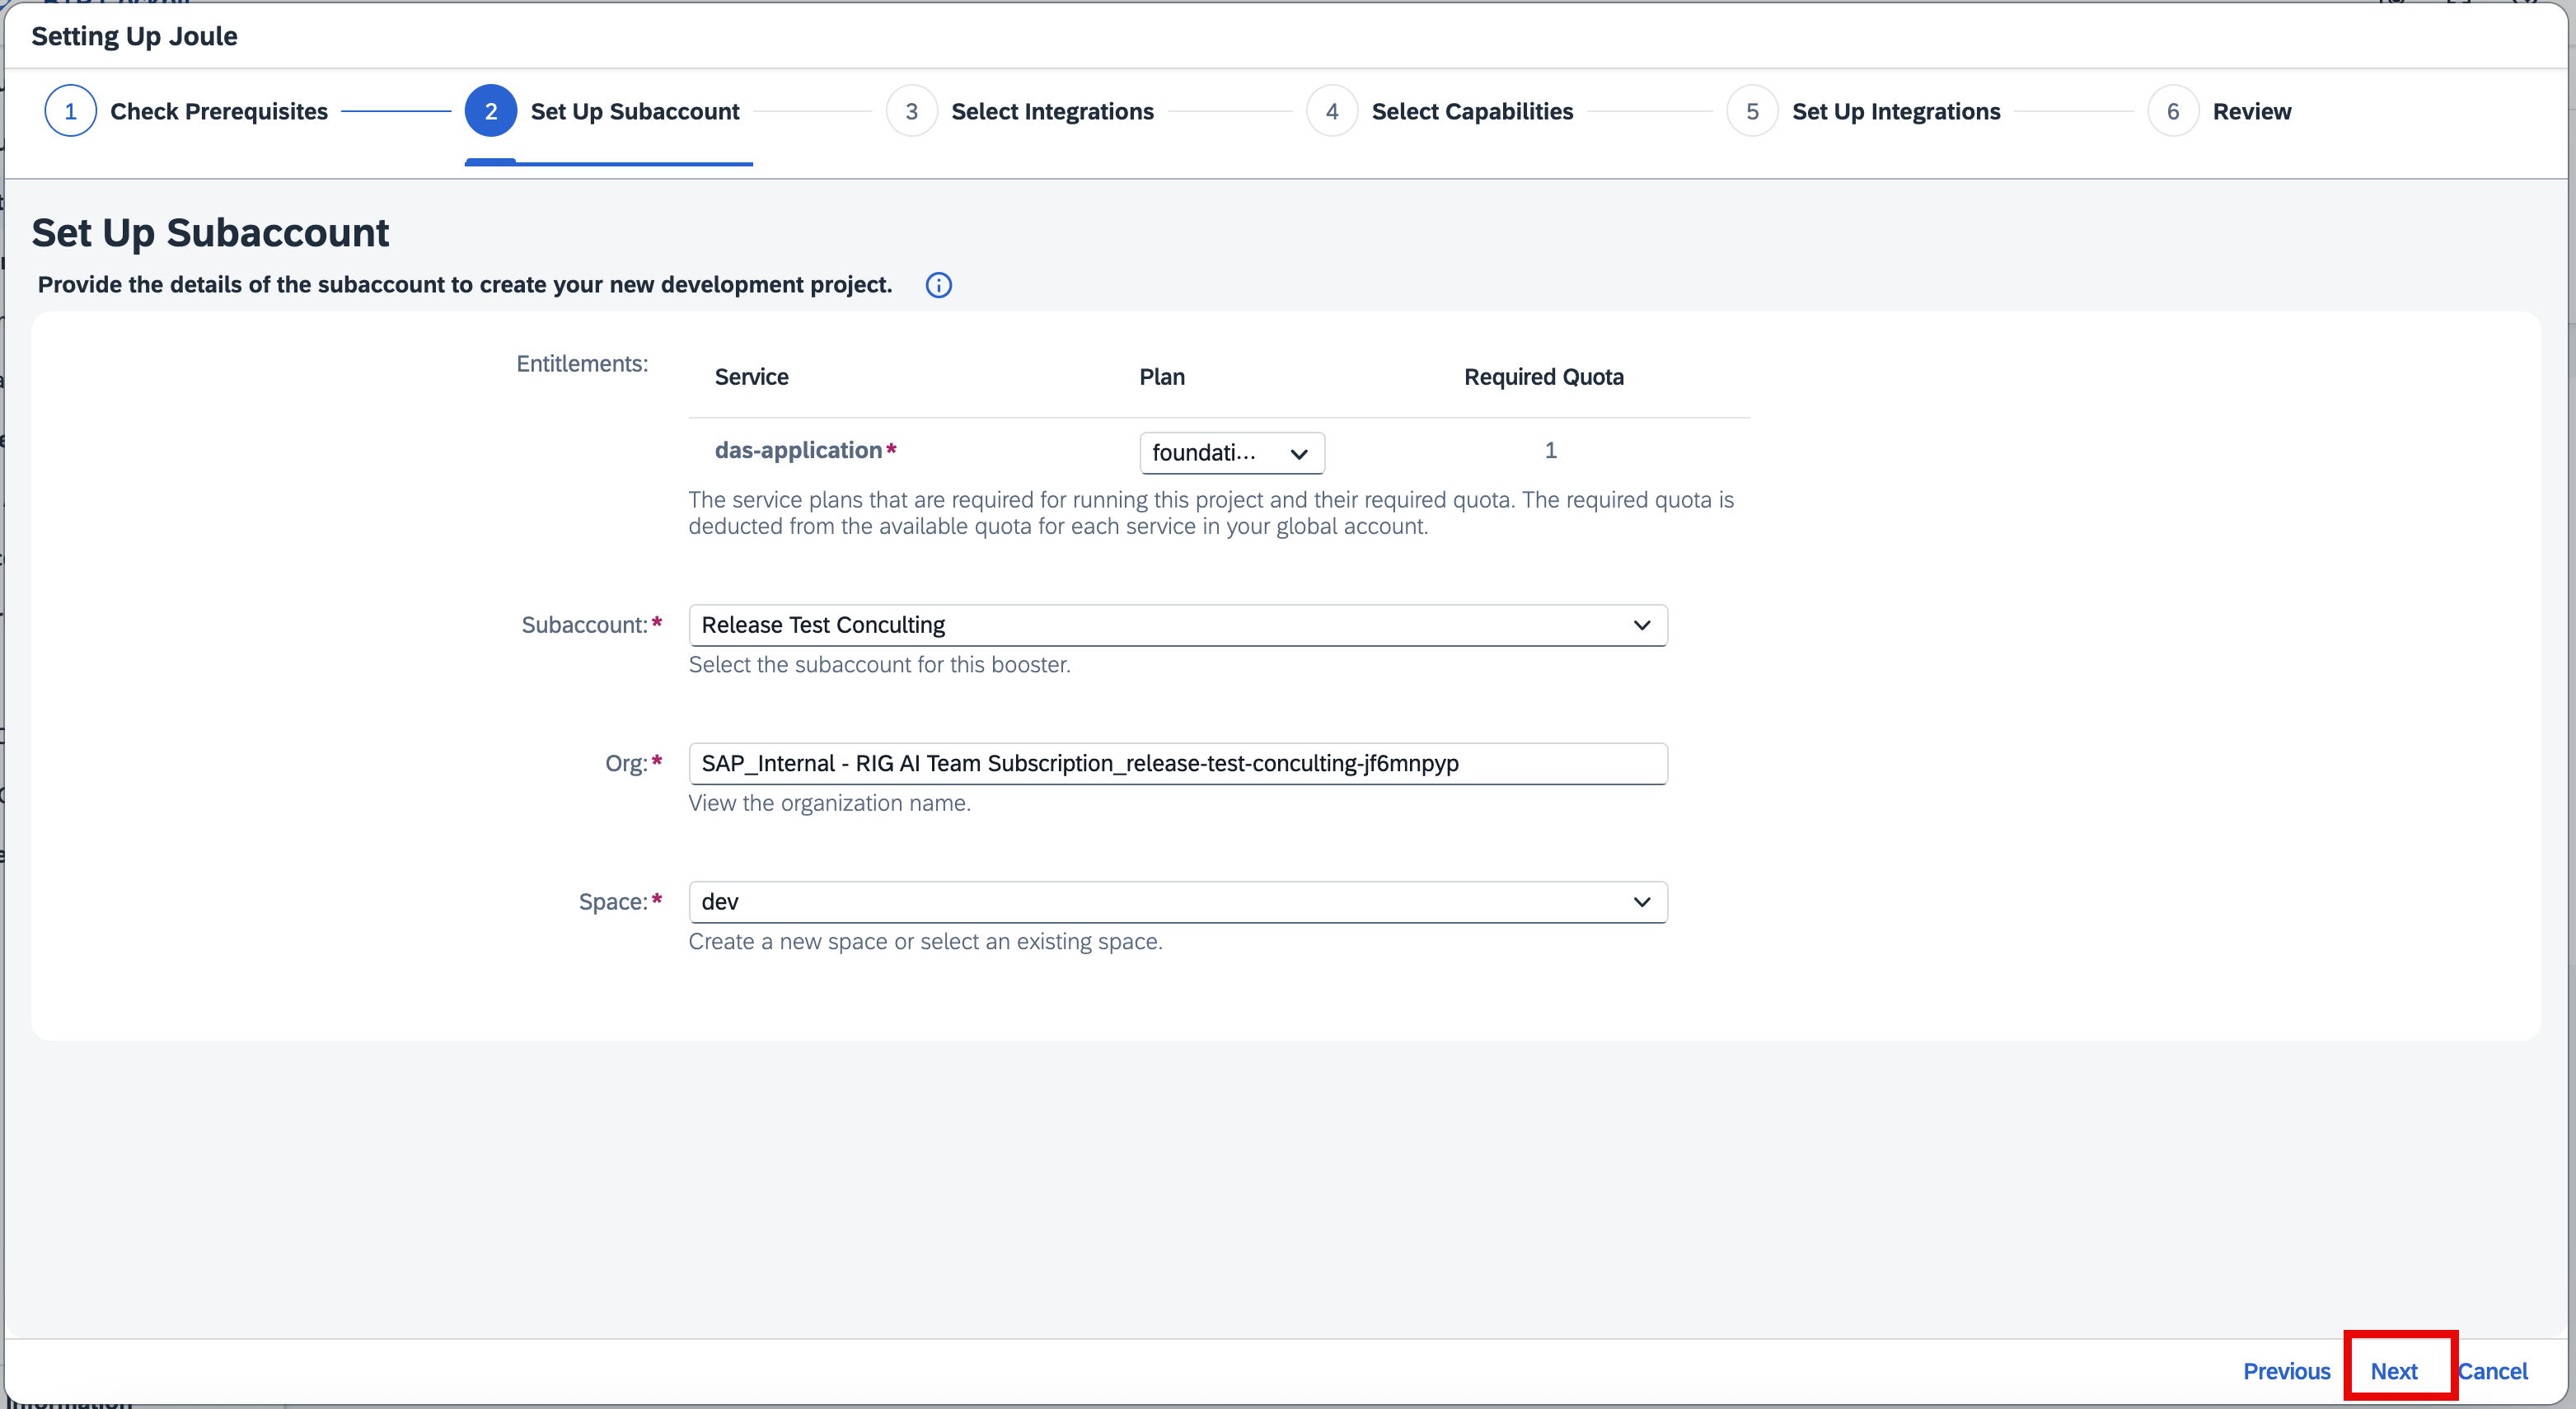 Setting Up Joule
1 Check Prerequisites 2 Set Up Subaccount 3 Select Integrations 4 Select Capabilities 5 Set Up Integrations 6 Review
Set Up Subaccount
Provide the details of the subaccount to create your new development project.
Entitlements:
Service Plan Required Quota
das-application* foundati... 1
The service plans that are required for running this project and their required quota. The required quota is
deducted from the available quota for each service in your global account.
Subaccount:* Release Test Conculting
Select the subaccount for this booster.
Org:* SAP_Internal - RIG AI Team Subscription_release-test-conculting-jf6mnpyp
View the organization name.
Space:* dev
Create a new space or select an existing space.
Previous Next Cancel